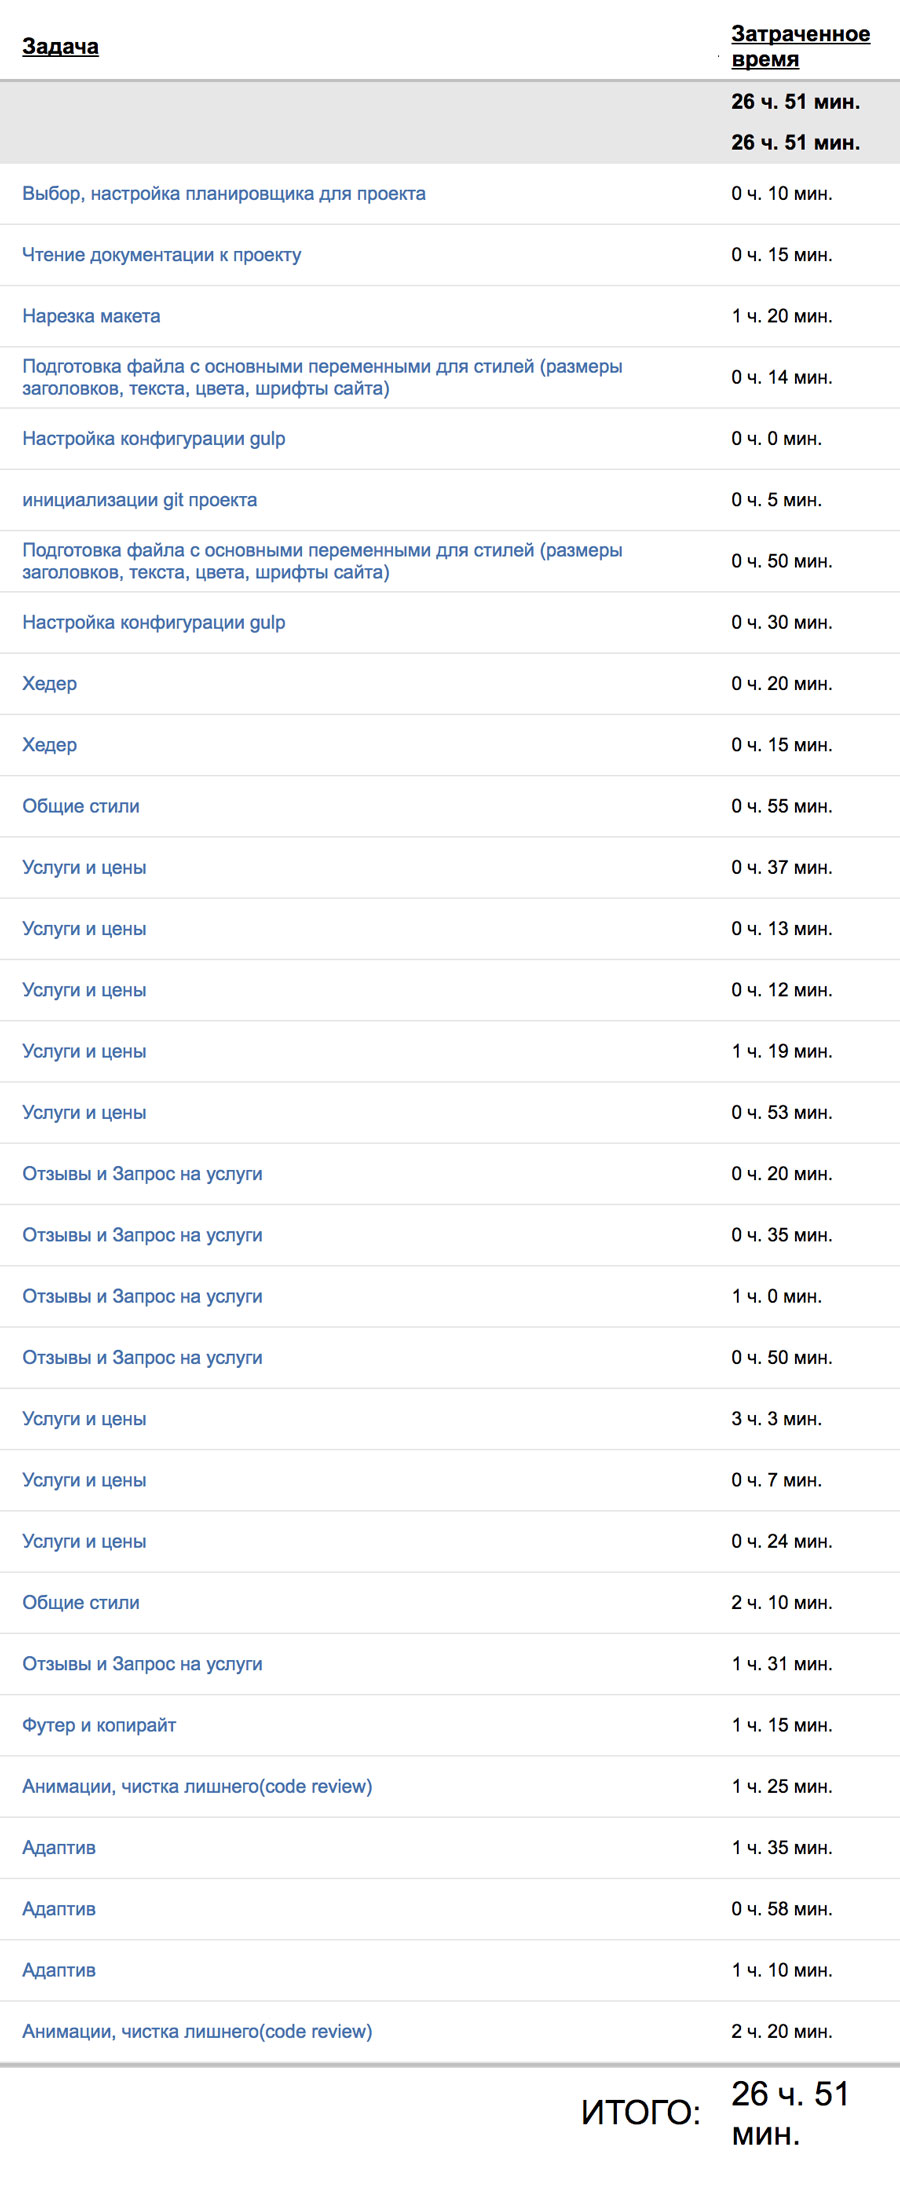 Задача
Затраченное
время
26 ч. 51 мин.
26 ч. 51 мин.
Выбор, настройка планировщика для проекта 0 ч. 10 мин.
Чтение документации к проекту 0 ч. 15 мин.
Нарезка макета 1 ч. 20 мин.
Подготовка файла с основными переменными для стилей (размеры
заголовков, текста, цвета, шрифты сайта) 0 ч. 14 мин.
Настройка конфигурации gulp 0 ч. 0 мин.
инициализации git проекта 0 ч. 5 мин.
Подготовка файла с основными переменными для стилей (размеры
заголовков, текста, цвета, шрифты сайта) 0 ч. 50 мин.
Настройка конфигурации gulp 0 ч. 30 мин.
Хедер 0 ч. 20 мин.
Хедер 0 ч. 15 мин.
Общие стили 0 ч. 55 мин.
Услуги и цены 0 ч. 37 мин.
Услуги и цены 0 ч. 13 мин.
Услуги и цены 0 ч. 12 мин.
Услуги и цены 1 ч. 19 мин.
Услуги и цены 0 ч. 53 мин.
Отзывы и Запрос на услуги 0 ч. 20 мин.
Отзывы и Запрос на услуги 0 ч. 35 мин.
Отзывы и Запрос на услуги 1 ч. 0 мин.
Отзывы и Запрос на услуги 0 ч. 50 мин.
Услуги и цены 3 ч. 3 мин.
Услуги и цены 0 ч. 7 мин.
Услуги и цены 0 ч. 24 мин.
Общие стили 2 ч. 10 мин.
Отзывы и Запрос на услуги 1 ч. 31 мин.
Футер и копирайт 1 ч. 15 мин.
Анимации, чистка лишнего(code review) 1 ч. 25 мин.
Адаптив 1 ч. 35 мин.
Адаптив 0 ч. 58 мин.
Адаптив 1 ч. 10 мин.
Анимации, чистка лишнего(code review) 2 ч. 20 мин.
ИТОГО: 26 ч. 51
мин.